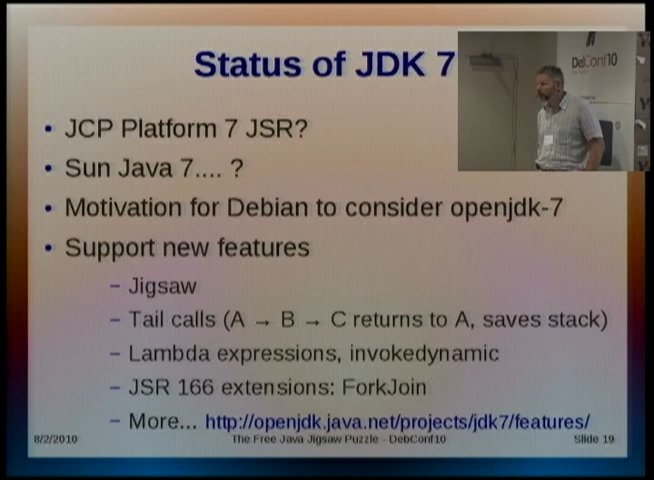 Status of JDK 7
DebConf10
• JCP Platform 7 JSR?
• Sun Java 7.... ?
• Motivation for Debian to consider openjdk-7
• Support new features
– Jigsaw
– Tail calls (A → B → C returns to A, saves stack)
– Lambda expressions, invokedynamic
– JSR 166 extensions: ForkJoin
– More... http://openjdk.java.net/projects/jdk7/features/
8/2/2010
The Free Java Jigsaw Puzzle - DebConf10
Slide 19